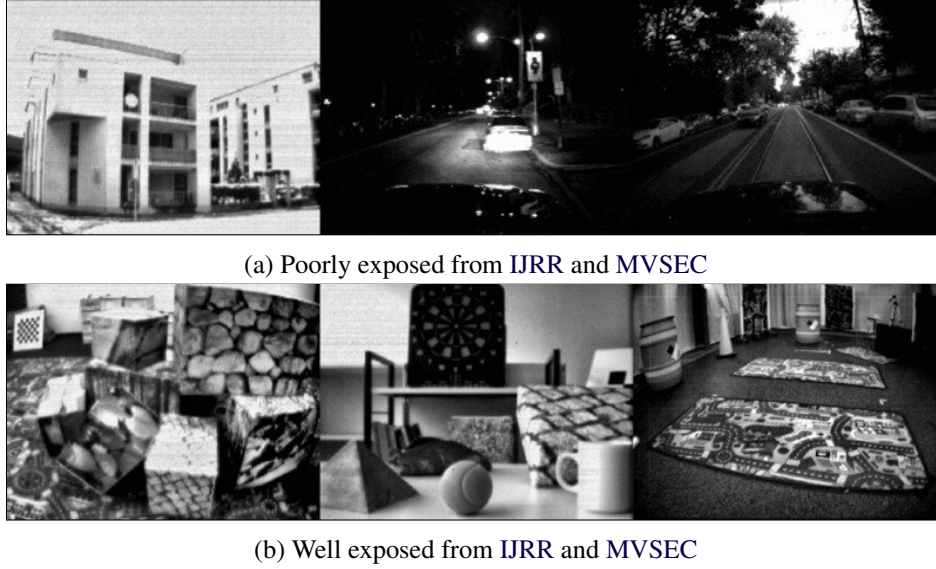 (a) Poorly exposed from IJRR and MVSEC
(b) Well exposed from IJRR and MVSEC